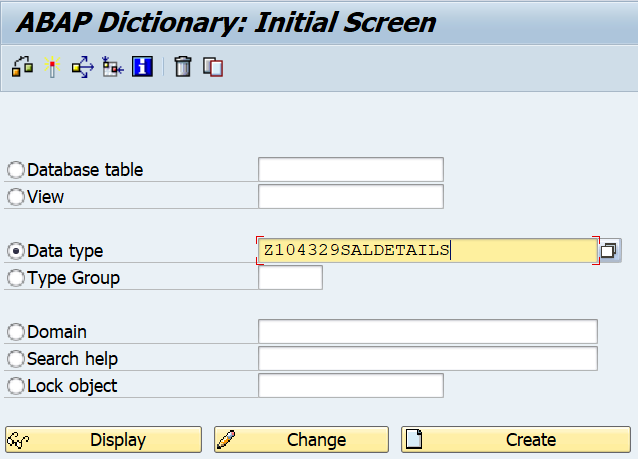 ABAP Dictionary: Initial Screen
Database table
View
Data type Z104329SALDETAILS
Type Group
Domain
Search help
Lock object
Display Change Create